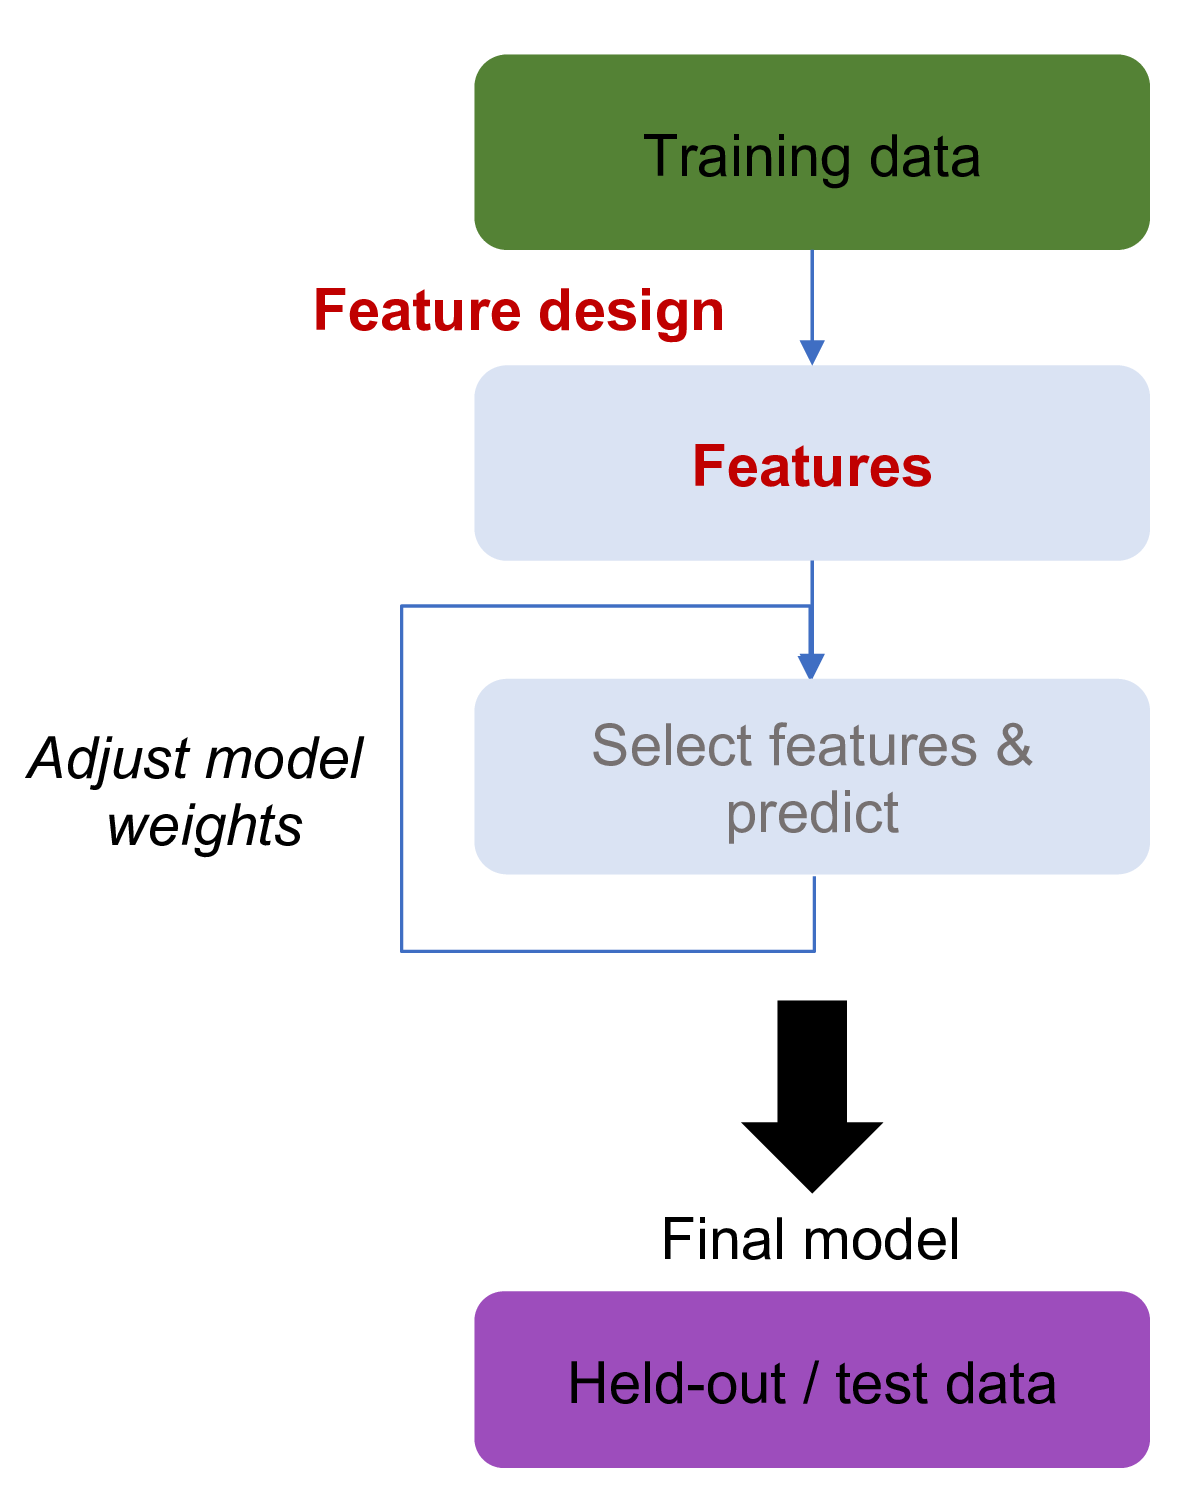 Training data
Feature design
Features
Select features &
predict
Adjust model
weights
Final model
Held-out / test data